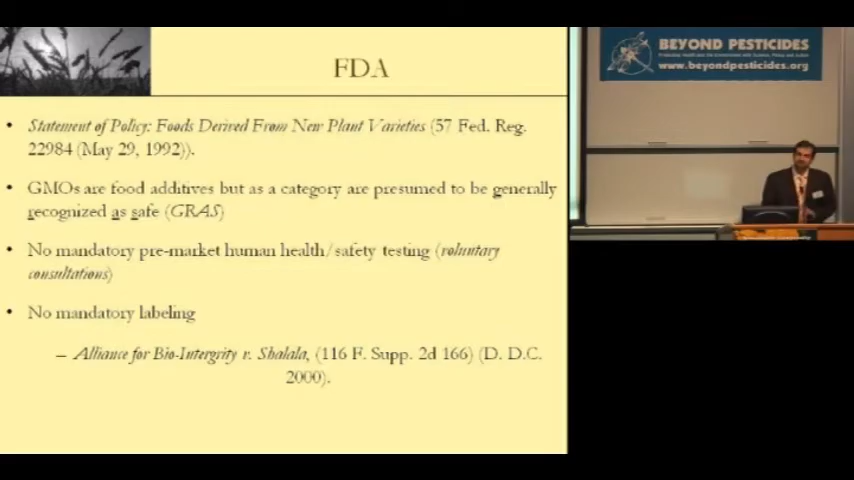 FDA
• Statement of Policy: Foods Derived From New Plant Varieties (57 Fed. Reg.
22984 (May 29, 1992)).
• GMOs are food additives but as a category are presumed to be generally
recognized as safe (GRAS)
• No mandatory pre-market human health/safety testing (voluntary
consultations)
• No mandatory labeling
– Alliance for Bio-Intergrity v. Shalala, (116 F. Supp. 2d 166) (D. D.C.
2000).
BEYOND PESTICIDES
www.beyondpesticides.org